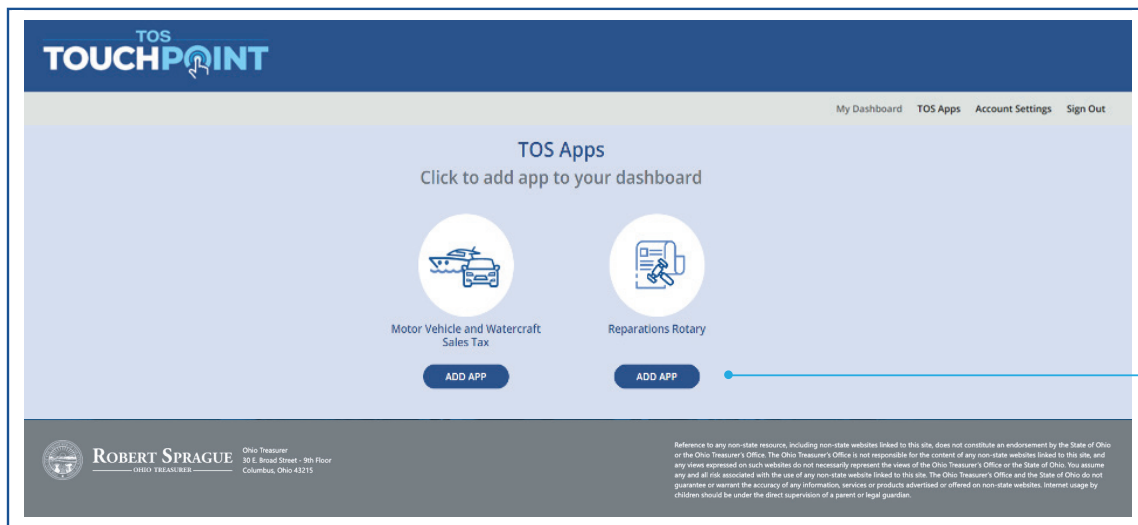 TOS
TOUCHPOINT
My Dashboard TOS Apps Account Settings Sign Out
TOS Apps
Click to add app to your dashboard
Motor Vehicle and Watercraft
Sales Tax
ADD APP
Reparations Rotary
ADD APP
ROBERT SPRAGUE
OHIO TREASURER
Ohio Treasurer
30 E. Broad Street - 9th Floor
Columbus, Ohio 43215
Reference to any non-state resource, including non-state websites linked to this site, does not constitute an endorsement by the State of Ohio
or the Ohio Treasurer's Office. The Ohio Treasurer's Office is not responsible for the content of any non-state websites linked to this site, and
any views expressed on such websites do not necessarily represent the views of the Ohio Treasurer's Office or the State of Ohio. You assume
any and all risk associated with the use of any non-state website linked to this site. The Ohio Treasurer's Office and the State of Ohio do not
guarantee or warrant the accuracy of any information, services or products advertised or offered on non-state websites. Internet usage by
children should be under the direct supervision of a parent or legal guardian.